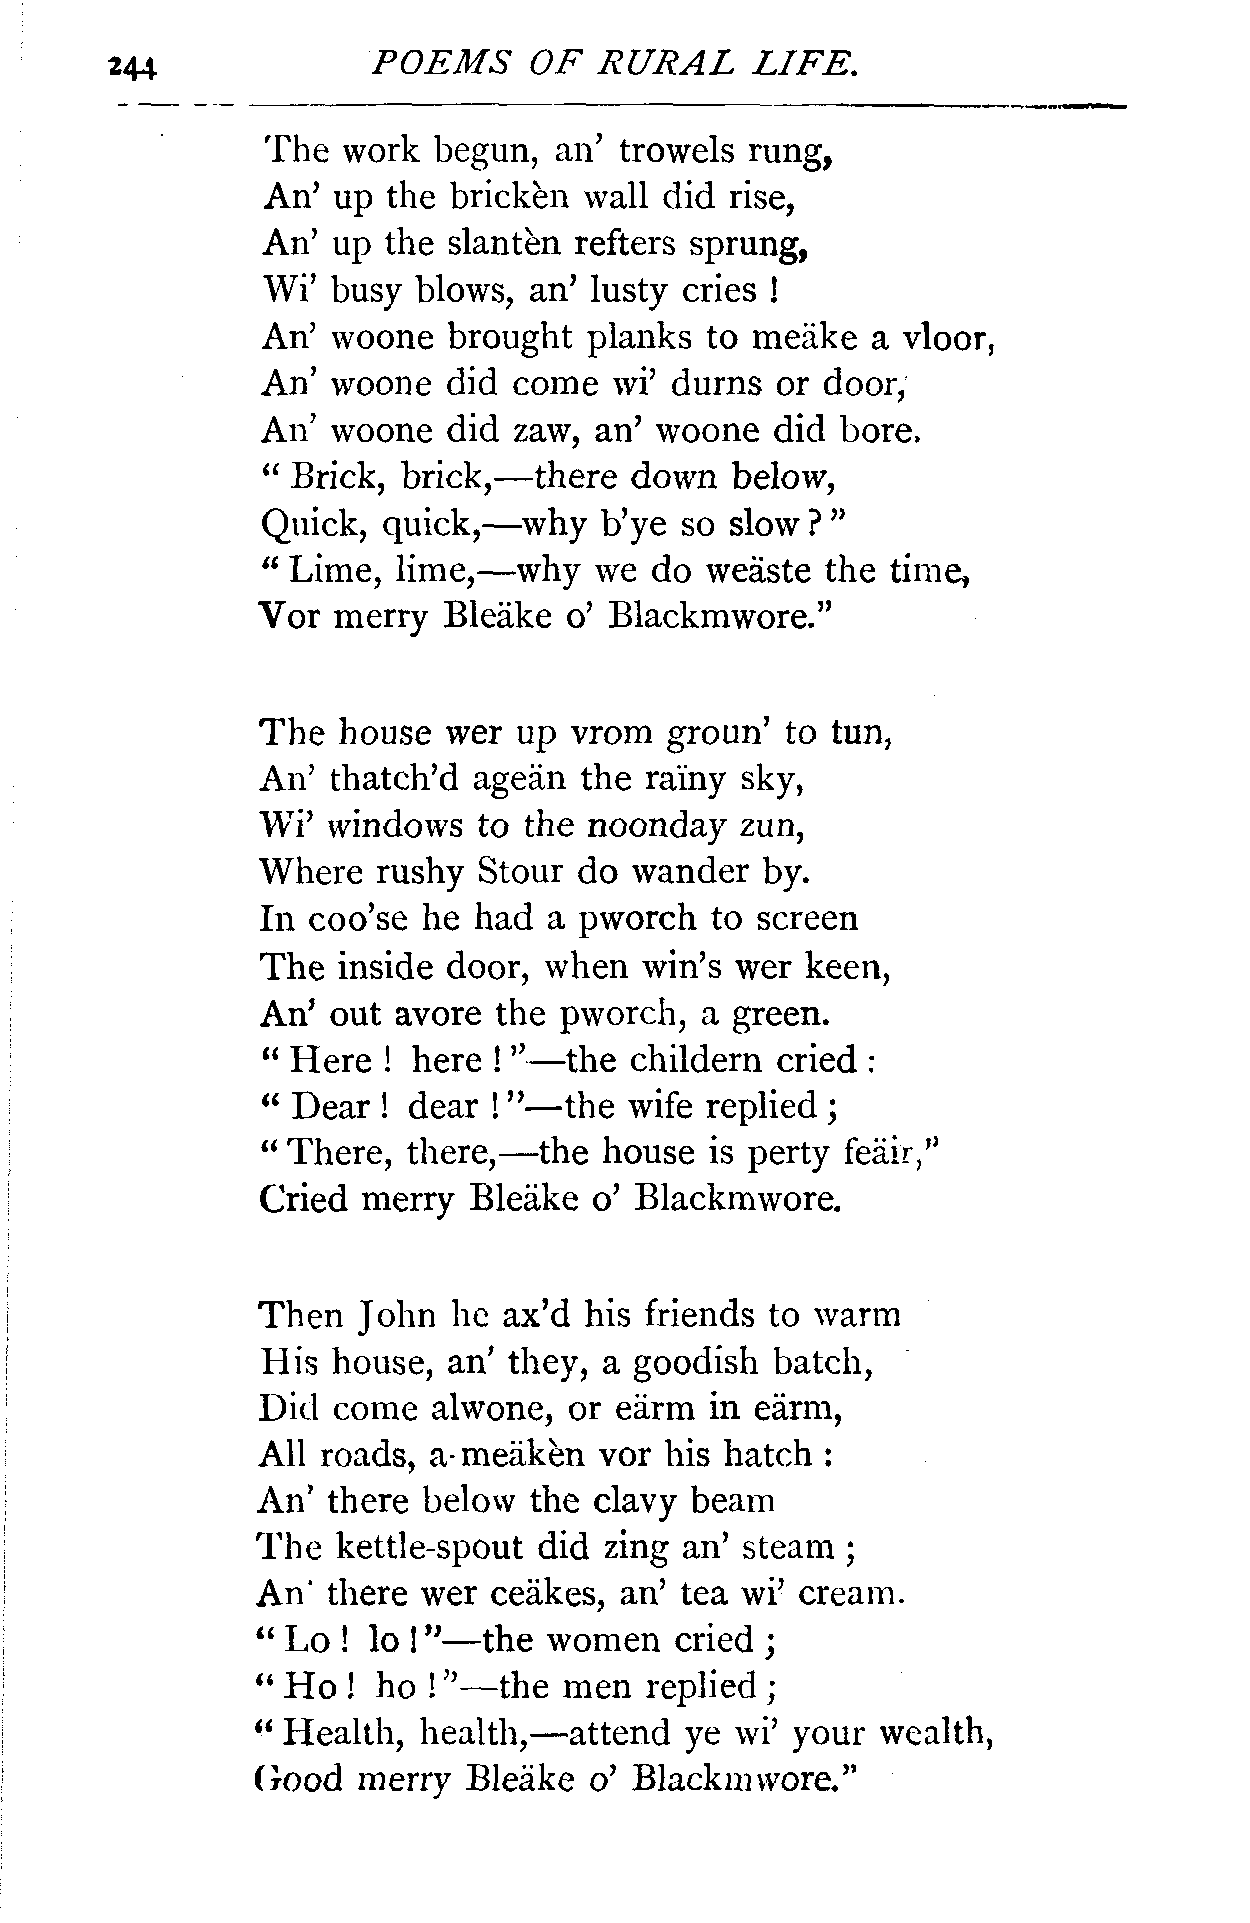 244 POEMS OF RURAL LIFE.
The work begun, an' trowels rung,
An' up the brickèn wall did rise,
An' up the slantèn refters sprung,
Wi' busy blows, an' lusty cries !
An' woone brought planks to meäke a vloor,
An' woone did come wi' durns or door,
An' woone did zaw, an' woone did bore.
“ Brick, brick,—there down below,
Quick, quick,—why b'ye so slow ? ”
“ Lime, lime,—why we do weäste the time,
Vor merry Bleäke o' Blackmwore.”
The house wer up vrom groun' to tun,
An' thatch'd ageän the raïny sky,
Wi' windows to the noonday zun,
Where rushy Stour do wander by.
In coo'se he had a pworch to screen
The inside door, when win's wer keen,
An' out avore the pworch, a green.
“ Here ! here ! ”—the childern cried :
“ Dear ! dear ! ”—the wife replied ;
“ There, there,—the house is perty feäir,”
Cried merry Bleäke o' Blackmwore.
Then John he ax'd his friends to warm
His house, an' they, a goodish batch,
Did come alwone, or eärm in eärm,
All roads, a-meäkèn vor his hatch :
An' there below the clavy beam
The kettle-spout did zing an' steam ;
An' there wer ceäkes, an' tea wi' cream.
“ Lo ! lo ! ”—the women cried ;
“ Ho ! ho ! ”—the men replied ;
“ Health, health,—attend ye wi' your wealth,
Good merry Bleäke o' Blackmwore.”